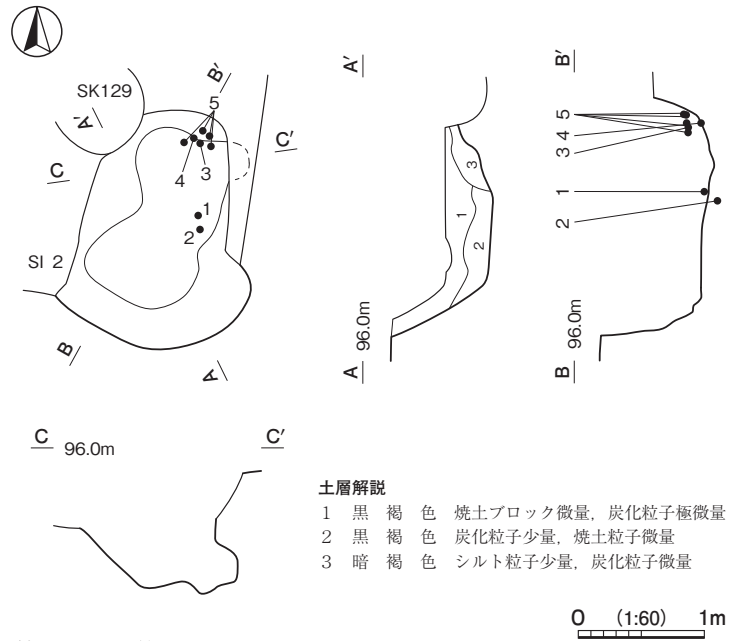 SK129
A′
B′
5
C′
C
4
3
1
2
SI 2
B
A
A′
3
1
2
A 96.0m
B′
5
4
3
1
2
B 96.0m
C 96.0m
C′
土層解説
1 黒 褐 色 焼土ブロック微量,炭化粒子極微量
2 黒 褐 色 炭化粒子少量,焼土粒子微量
3 暗 褐 色 シルト粒子少量,炭化粒子微量
0 (1:60) 1m